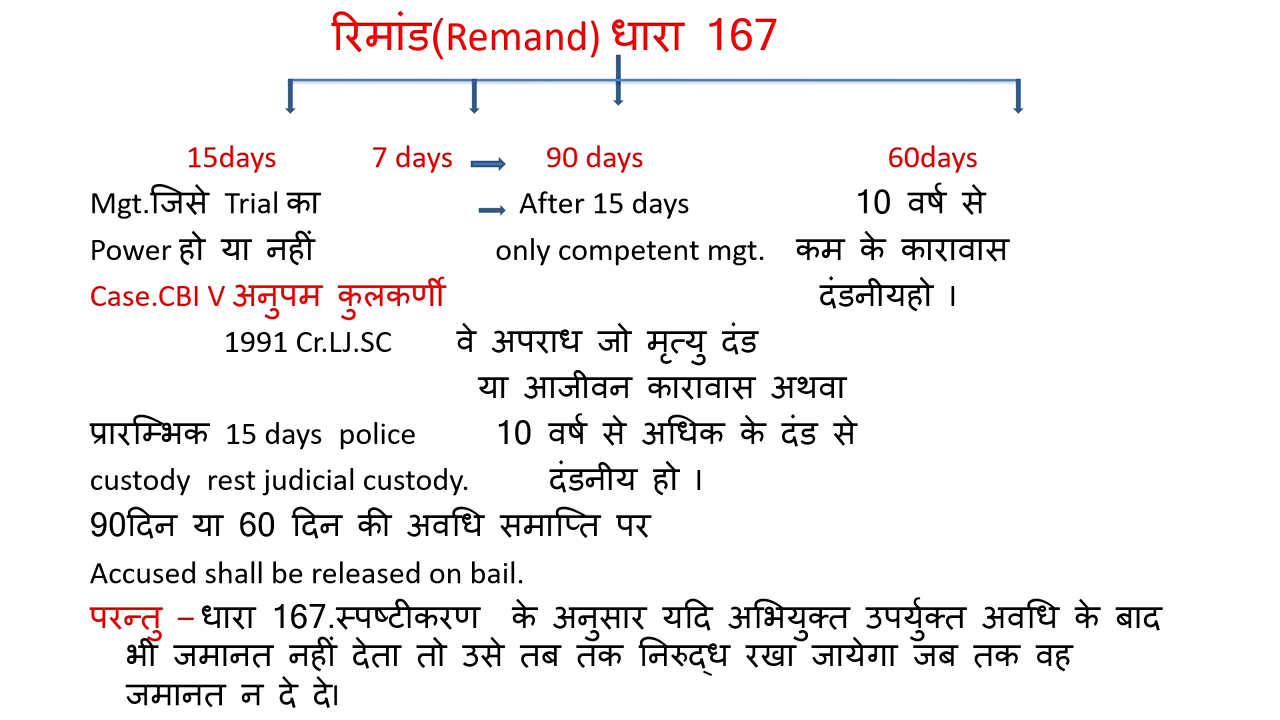 रिमांड(Remand) धारा 167
15days 7 days 90 days 60days
Mgt.जिसे Trial का After 15 days 10 वर्ष से
Power हो या नहीं only competent mgt. कम के कारावास
Case.CBI V अनुपम कुलकर्णी दंडनीयहो ।
1991 Cr.LJ.SC वे अपराध जो मृत्यु दंड
या आजीवन कारावास अथवा
प्रारम्भिक 15 days police 10 वर्ष से अधिक के दंड से
custody rest judicial custody. दंडनीय हो ।
90दिन या 60 दिन की अवधि समाप्ति पर
Accused shall be released on bail.
परन्तु – धारा 167.स्पष्टीकरण के अनुसार यदि अभियुक्त उपर्युक्त अवधि के बाद
भी जमानत नहीं देता तो उसे तब तक निरुद्ध रखा जायेगा जब तक वह
जमानत न दे दे।